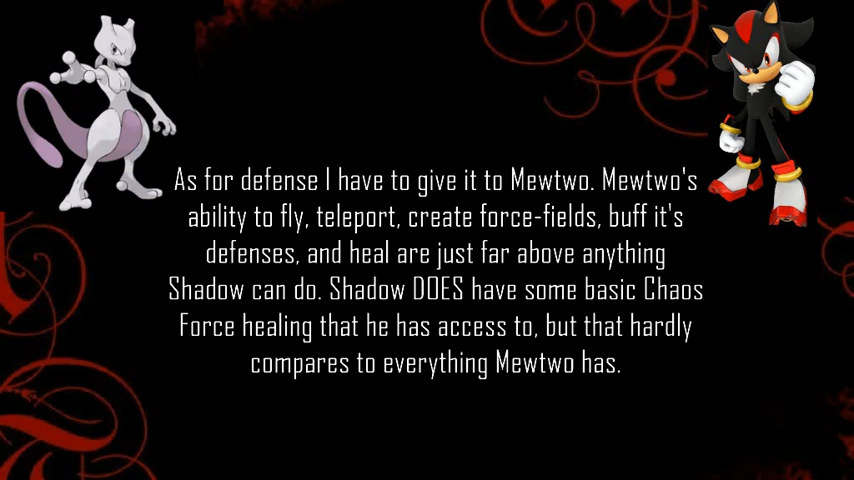 As for defense I have to give it to Mewtwo. Mewtwo's
ability to fly, teleport, create force-fields, buff it's
defenses, and heal are just far above anything
Shadow can do. Shadow DOES have some basic Chaos
Force healing that he has access to, but that hardly
compares to everything Mewtwo has.